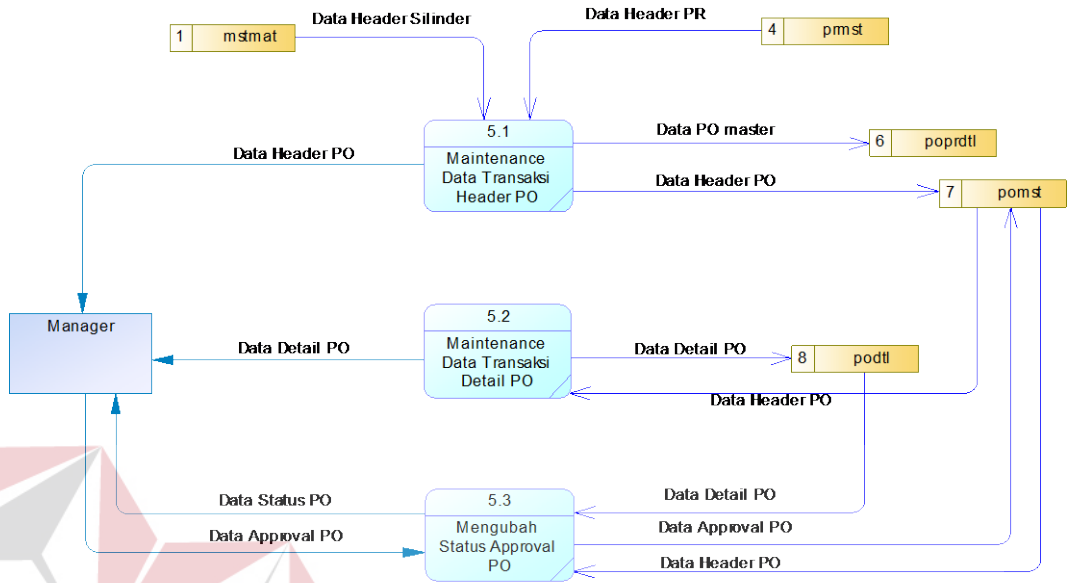 Data Header Silinder
Data Header PR
1 mstmat
4 prmst
5.1
Maintenance
Data Transaksi
Header PO
Data PO master
6 poprdtl
Data Header PO
Data Header PO
7 pomst
Manager
5.2
Maintenance
Data Transaksi
Detail PO
Data Detail PO
Data Detail PO
8 podtl
Data Header PO
5.3
Mengubah
Status Approval
PO
Data Status PO
Data Approval PO
Data Detail PO
Data Approval PO
Data Header PO